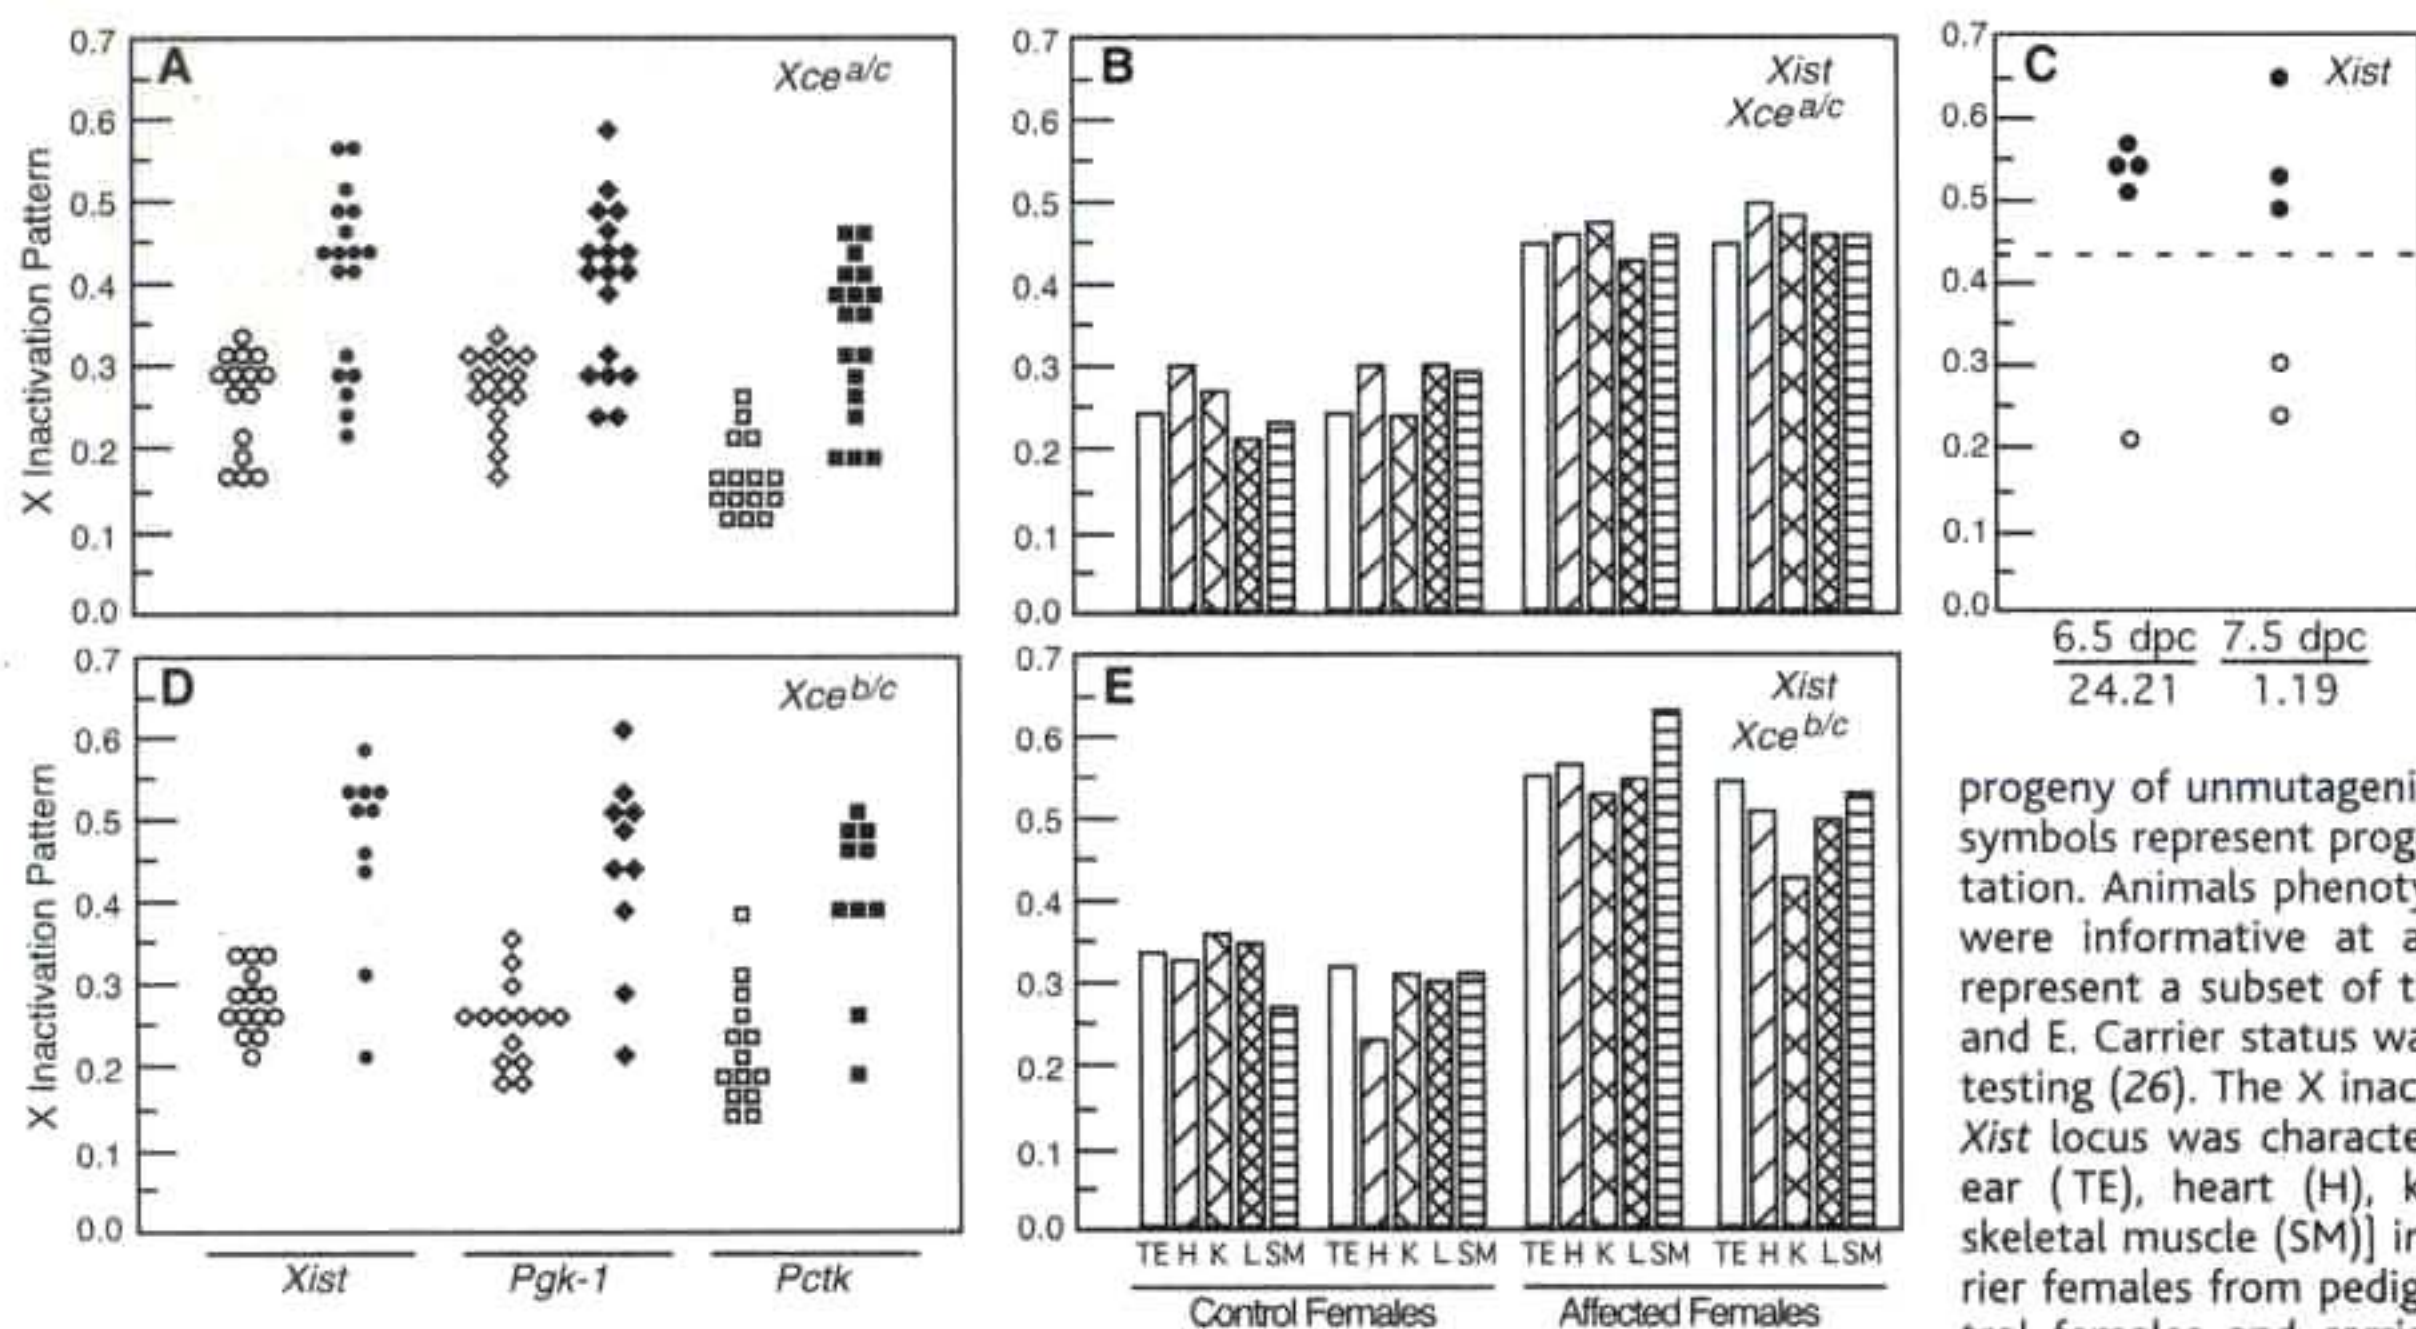 X Inactivation Pattern
0.7
0.6
0.5
0.4
0.3
0.2
0.1
0.0
A
Xce a/c
0.7
0.6
0.5
0.4
0.3
0.2
0.1
0.0
B
Xist
Xce a/c
0.7
0.6
0.5
0.4
0.3
0.2
0.1
0.0
C
Xist
6.5 dpc 7.5 dpc
24.21 1.19
X Inactivation Pattern
0.7
0.6
0.5
0.4
0.3
0.2
0.1
0.0
D
Xce b/c
Xist Pgk-1 Pctk
0.7
0.6
0.5
0.4
0.3
0.2
0.1
0.0
E
Xist
Xce b/c
TE H K L SM TE H K L SM TE H K L SM TE H K L SM
Control Females Affected Females
progeny of unmutageni
symbols represent prog
tation. Animals phenoty
were informative at a
represent a subset of t
and E. Carrier status wa
testing (26). The X inac
Xist locus was characte
ear (TE), heart (H), k
skeletal muscle (SM)] in
rier females from pedig